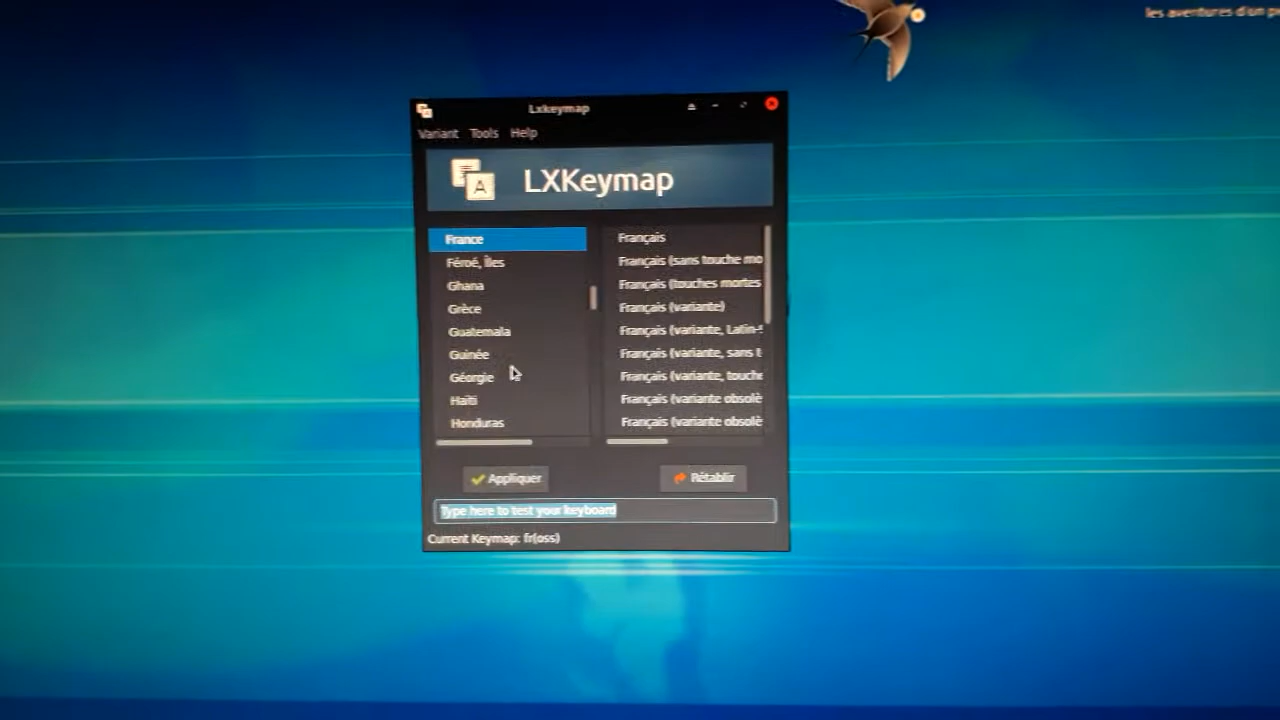 les aventures d'un p
Lxkeymap
Variant Tools Help
A
LXKeymap
France
Féroé, Îles
Ghana
Grèce
Guatemala
Guinée
Géorgie
Haïti
Honduras
Français
Français (sans touche mo
Français (touches mortes
Français (variante)
Français (variante, Latin-9
Français (variante, sans t
Français (variante, touche
Français (variante obsolè
Français (variante obsolè
Appliquer
Rétablir
Type here to test your keyboard
Current Keymap: fr(oss)